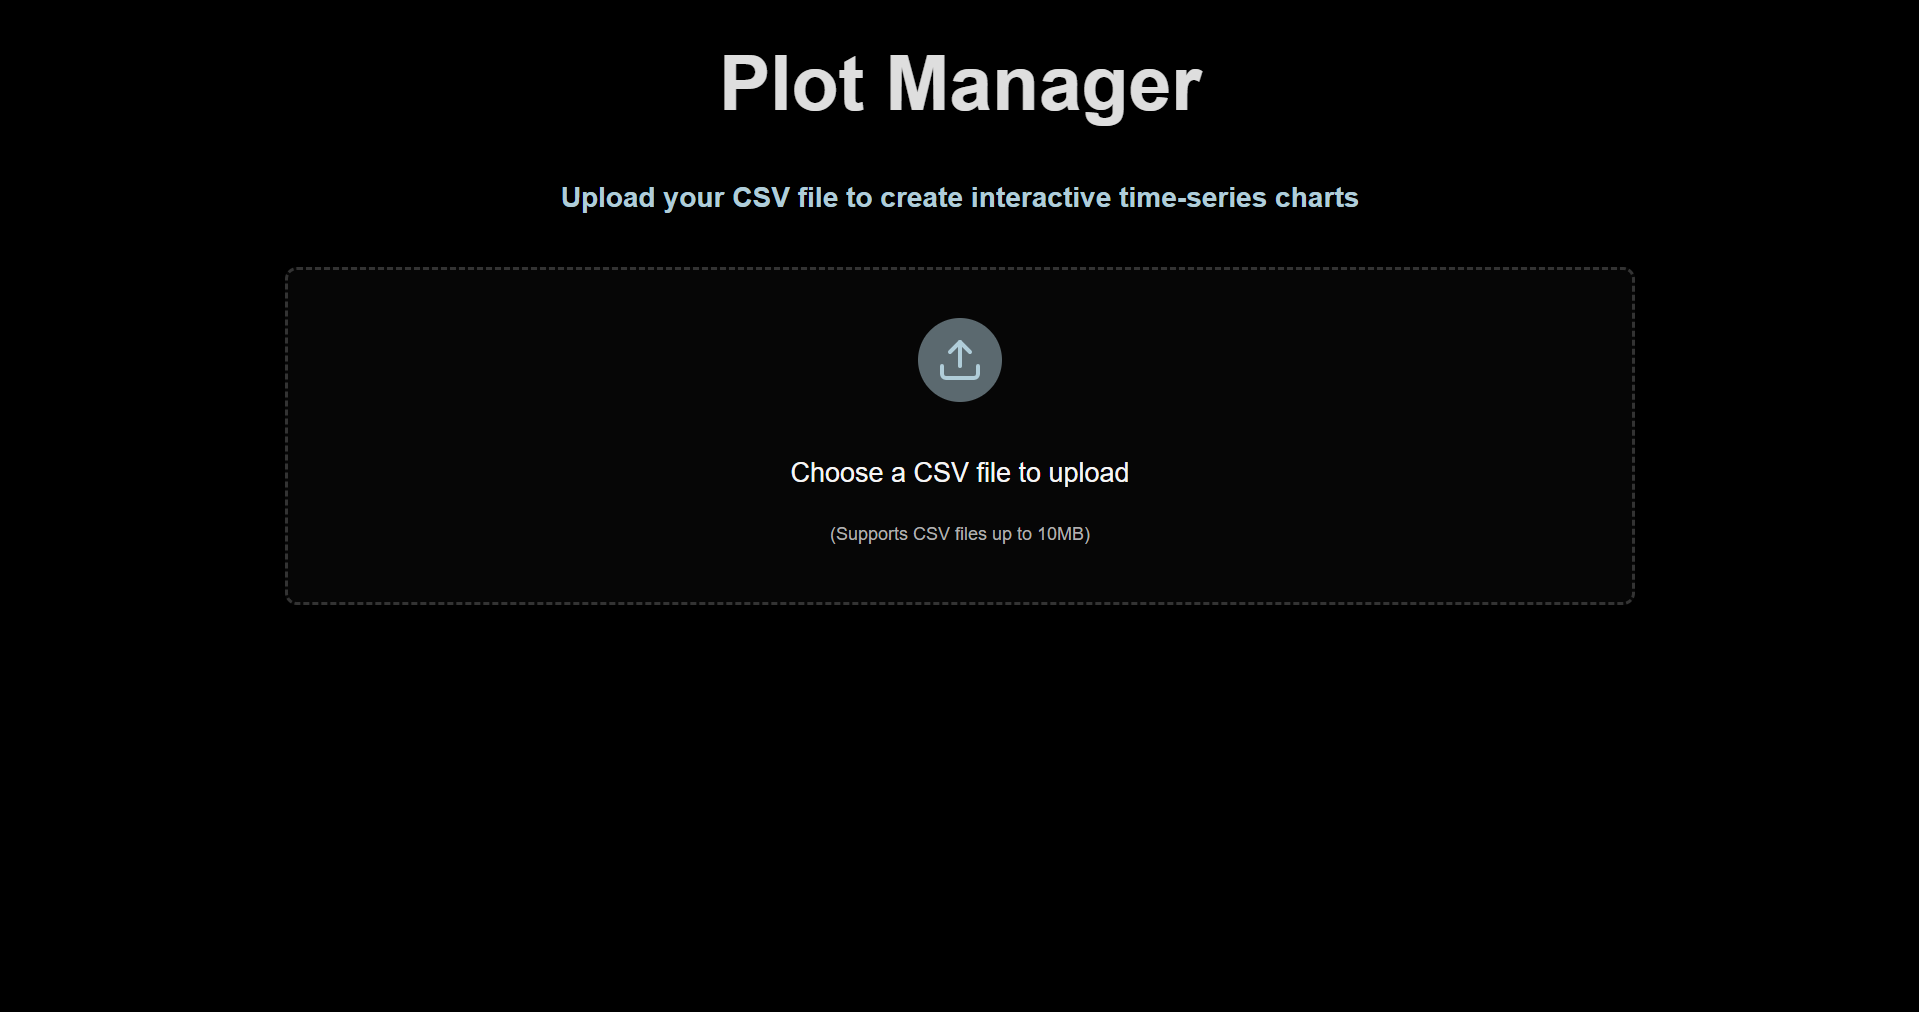 Plot Manager
Upload your CSV file to create interactive time-series charts
Choose a CSV file to upload
(Supports CSV files up to 10MB)